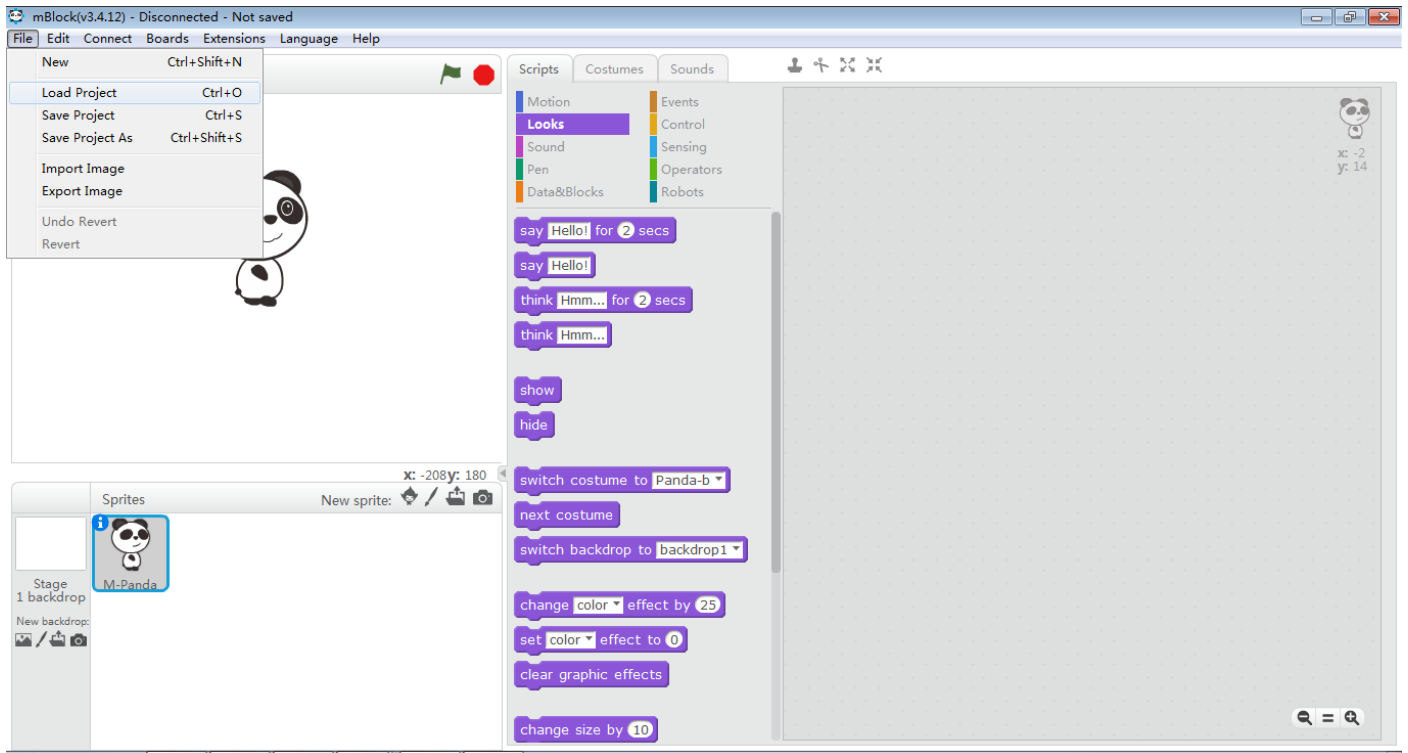 mBlock(v3.4.12) - Disconnected - Not saved
File Edit Connect Boards Extensions Language Help
New Ctrl+Shift+N
Load Project Ctrl+O
Save Project Ctrl+S
Save Project As Ctrl+Shift+S
Import Image
Export Image
Undo Revert
Revert
x: -208 y: 180
Sprites New sprite:
Stage
1 backdrop
New backdrop:
M-Panda
Scripts Costumes Sounds
Motion Events
Looks Control
Sound Sensing
Pen Operators
Data&Blocks Robots
say Hello! for 2 secs
say Hello!
think Hmm... for 2 secs
think Hmm...
show
hide
switch costume to Panda-b
next costume
switch backdrop to backdrop1
change color effect by 25
set color effect to 0
clear graphic effects
change size by 10
x: -2
y: 14